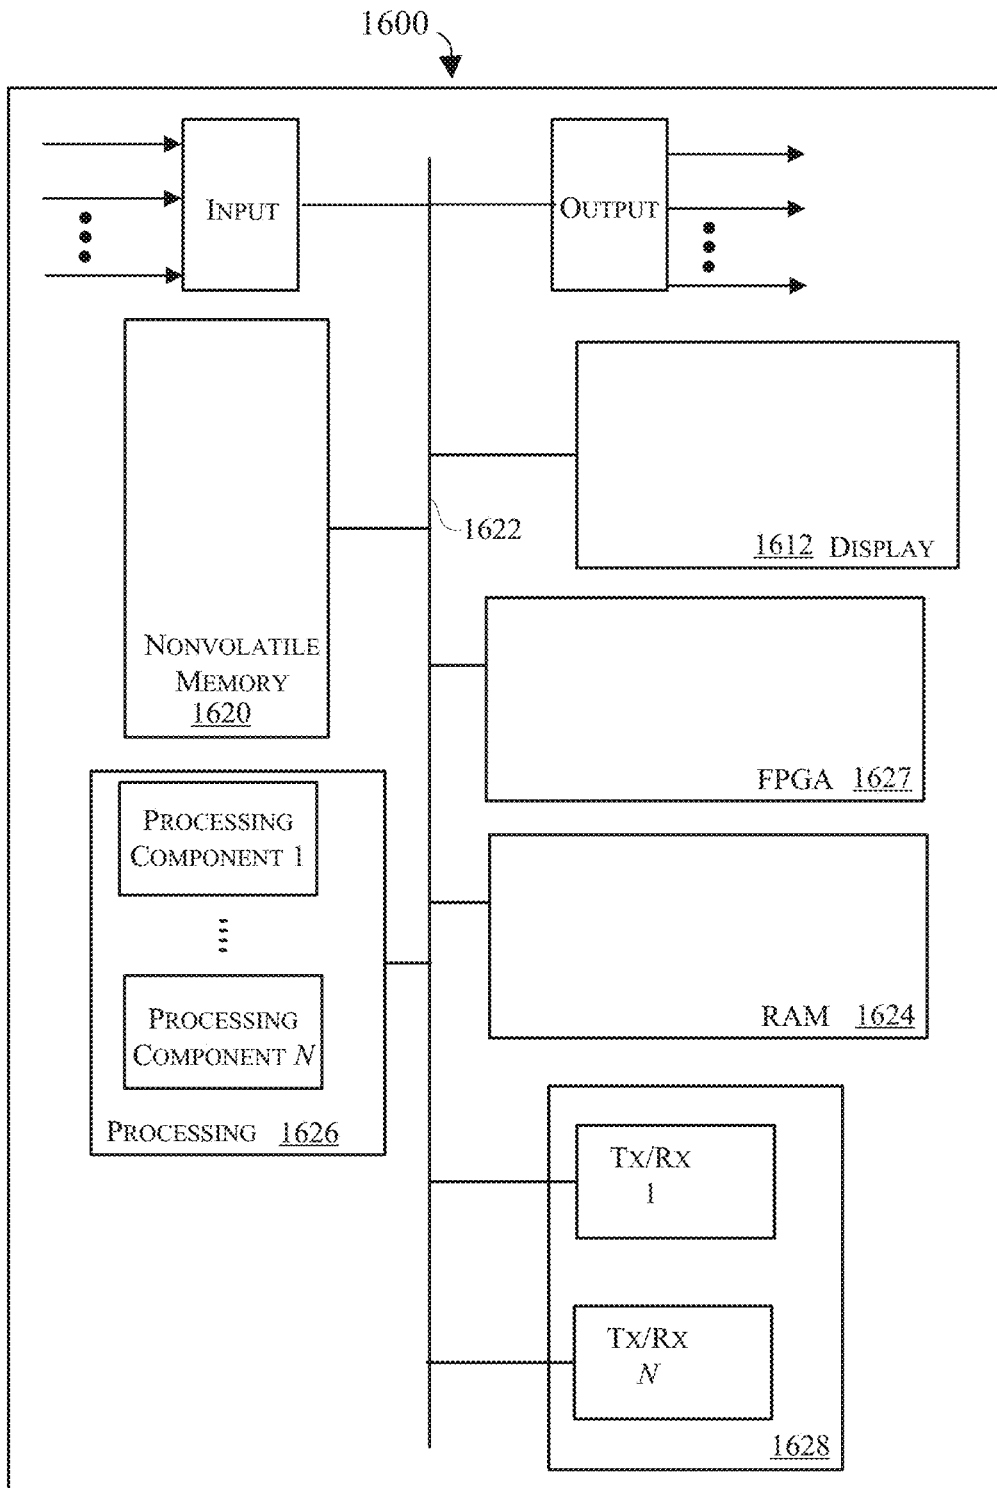 1600
INPUT
OUTPUT
1622
1612 DISPLAY
NONVOLATILE
MEMORY
1620
FPGA 1627
PROCESSING
COMPONENT 1
PROCESSING
COMPONENT N
PROCESSING 1626
RAM 1624
TX/RX
1
TX/RX
N
1628